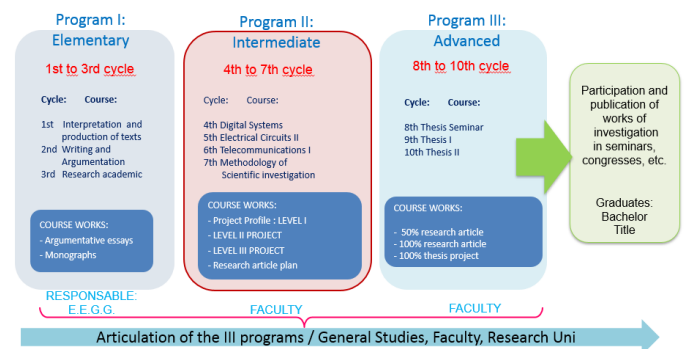 Program I:
Elementary
1st to 3rd cycle
Cycle: Course:
1st Interpretation and
production of texts
2nd Writing and
Argumentation
3rd Research academic
COURSE WORKS:
- Argumentative essays
- Monographs
RESPONSABLE:
E.E.G.G.
Program II:
Intermediate
4th to 7th cycle
Cycle: Course:
4th Digital Systems
5th Electrical Circuits II
6th Telecommunications I
7th Methodology of
Scientific investigation
COURSE WORKS:
- Project Profile : LEVEL I
- LEVEL II PROJECT
- LEVEL III PROJECT
- Research article plan
FACULTY
Program III:
Advanced
8th to 10th cycle
Cycle: Course:
8th Thesis Seminar
9th Thesis I
10th Thesis II
COURSE WORKS:
- 50% research article
- 100% research article
- 100% thesis project
FACULTY
Participation and
publication of
works of
investigation
in seminars,
congresses, etc.
Graduates:
Bachelor
Title
Articulation of the III programs / General Studies, Faculty, Research Uni